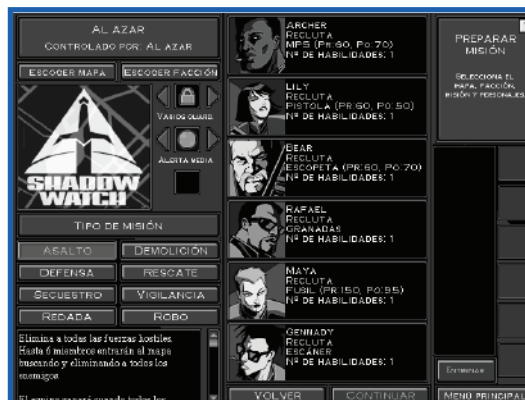 AL AZAR
CONTROLADO POR: AL AZAR
ESCOGER MAPA
ESCOGER FACCIÓN
VARIOS GUARD.
ALERTA MEDIA
SHADOW
WATCH
TIPO DE MISIÓN
ASALTO
DEMOLICIÓN
DEFENSA
RESCATE
SECUESTRO
VIGILANCIA
REDADA
ROBO
Elimina a todas las fuerzas hostiles.
Hasta 6 miembros entrarán al mapa
buscando y eliminando a todos los
enemigos
ARCHER
RECLUTA
MP5 (PR:60, PO:70)
Nº DE HABILIDADES: 1
LILY
RECLUTA
PISTOLA (PR:60, PO:50)
Nº DE HABILIDADES: 1
BEAR
RECLUTA
ESCOPETA (PR:60, PO:70)
Nº DE HABILIDADES: 1
RAFAEL
RECLUTA
GRANADAS
Nº DE HABILIDADES: 1
MAYA
RECLUTA
FUSIL (PR:150, PO:95)
Nº DE HABILIDADES: 1
GENNADY
RECLUTA
ESCÁNER
Nº DE HABILIDADES: 1
VOLVER
CONTINUAR
PREPARAR
MISIÓN
SELECCIONA EL
MAPA, FACCIÓN,
MISIÓN Y PERSONAJES.
ENTRENAR
MENÚ PRINCIPAL